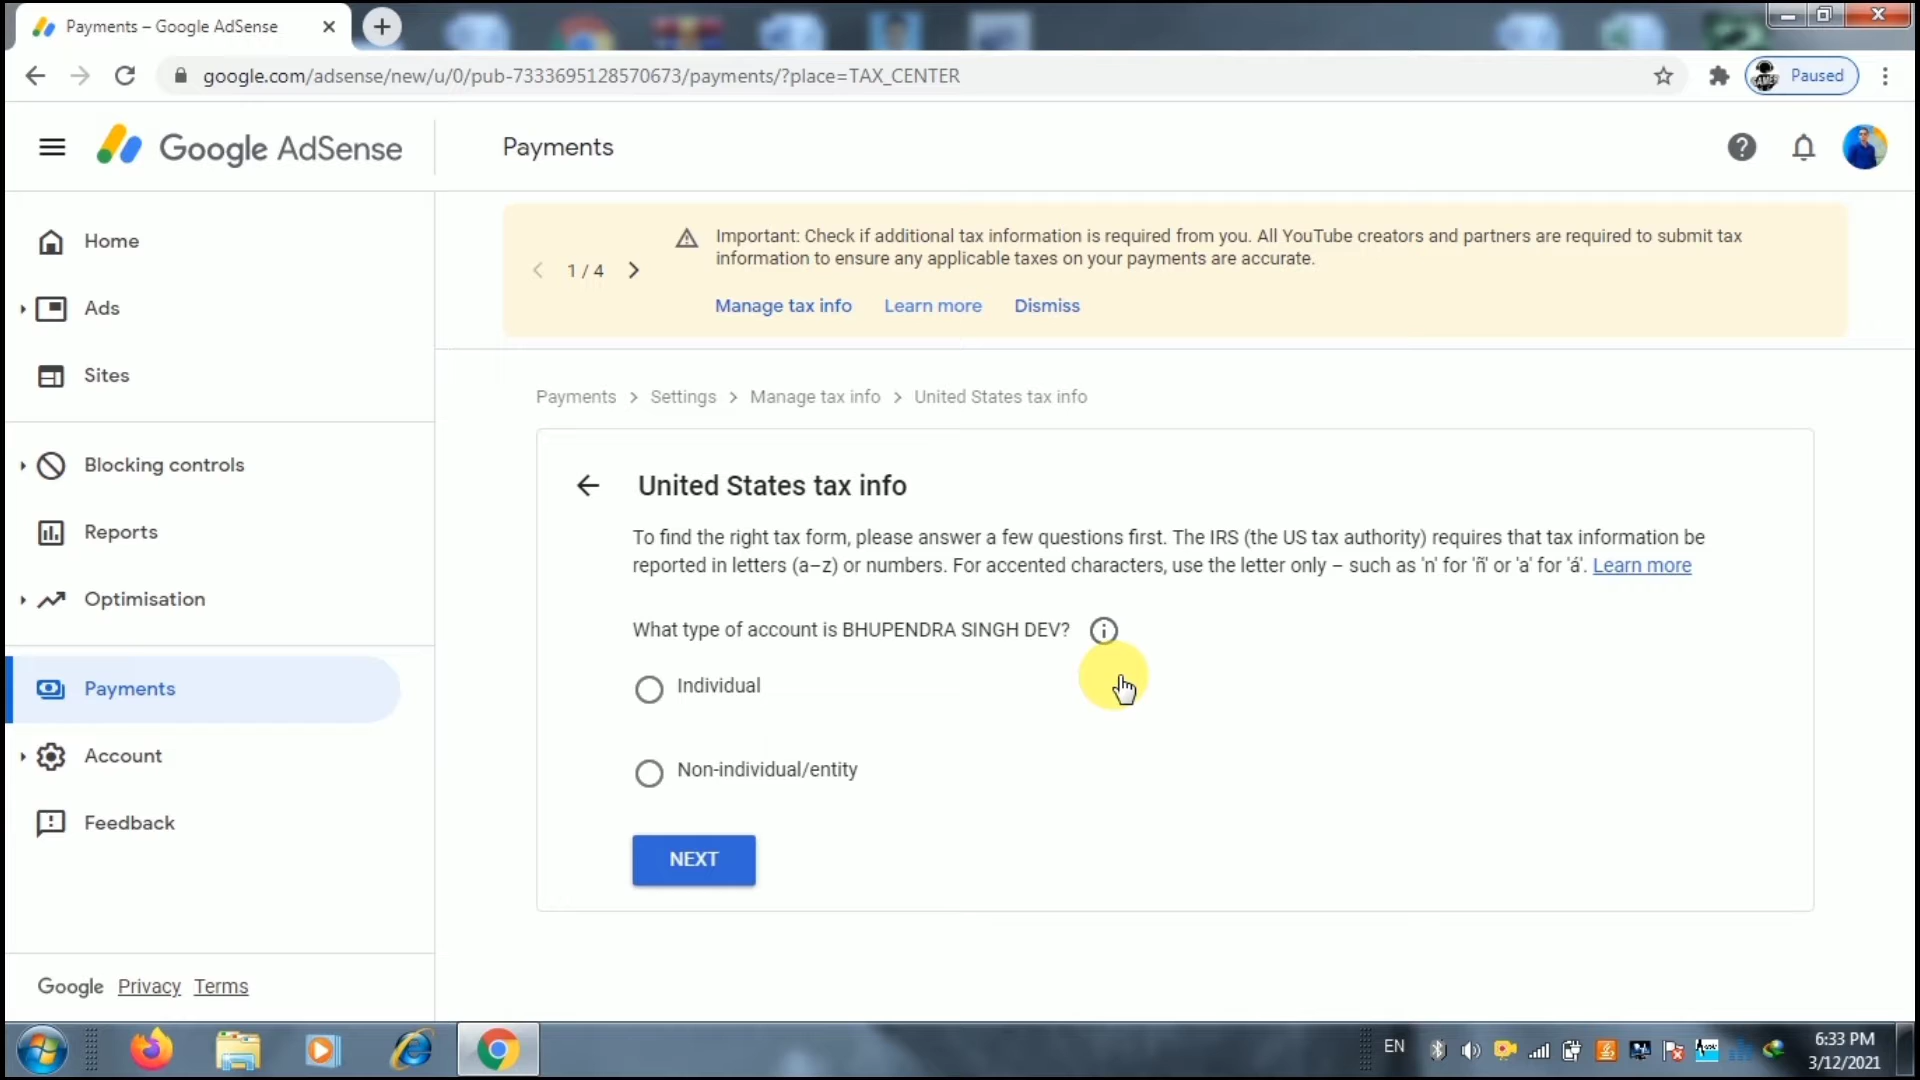 Payments – Google AdSense
google.com/adsense/new/u/0/pub-7333695128570673/payments/?place=TAX_CENTER
Paused
Google AdSense
Payments
Home
Ads
Sites
Blocking controls
Reports
Optimisation
Payments
Account
Feedback
Google Privacy Terms
1 / 4
Important: Check if additional tax information is required from you. All YouTube creators and partners are required to submit tax
information to ensure any applicable taxes on your payments are accurate.
Manage tax info Learn more Dismiss
Payments > Settings > Manage tax info > United States tax info
United States tax info
To find the right tax form, please answer a few questions first. The IRS (the US tax authority) requires that tax information be
reported in letters (a–z) or numbers. For accented characters, use the letter only – such as 'n' for 'ñ' or 'a' for 'á'. Learn more
What type of account is BHUPENDRA SINGH DEV?
Individual
Non-individual/entity
NEXT
EN
6:33 PM
3/12/2021